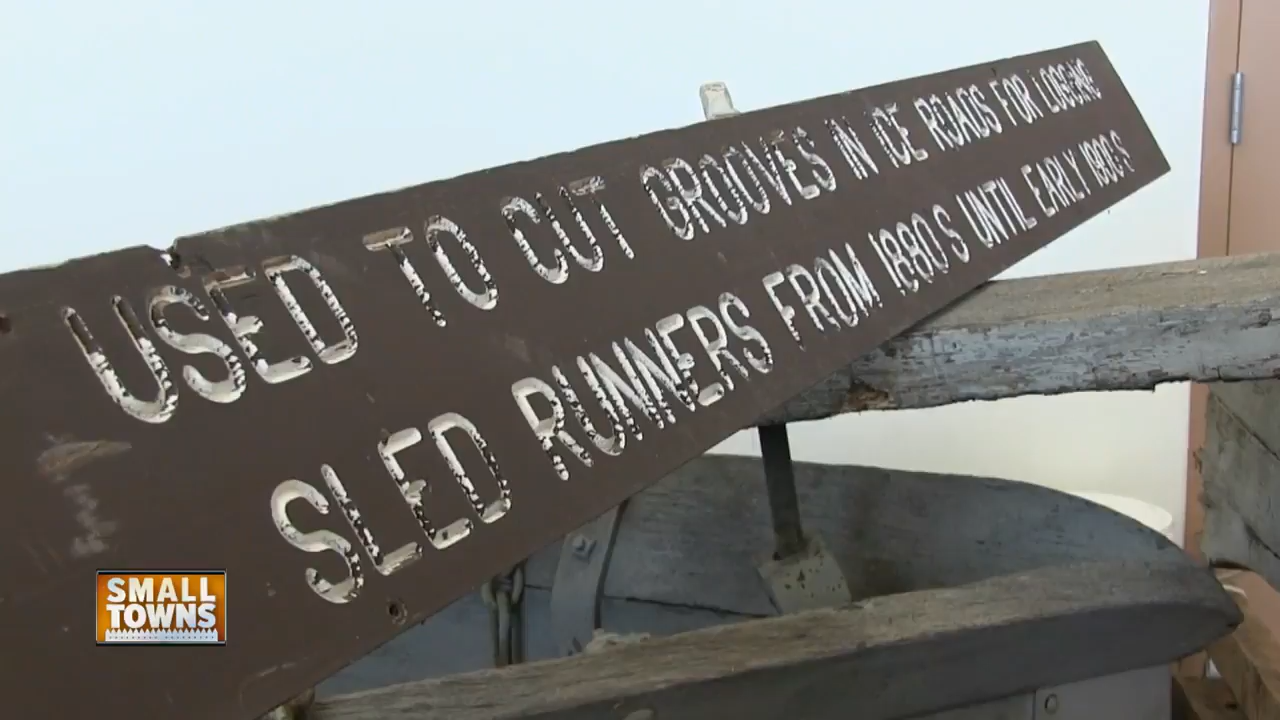 USED TO CUT GROOVES IN ICE ROADS FOR LOGGING
SLED RUNNERS FROM 1880'S UNTIL EARLY 1900'S
SMALL
TOWNS